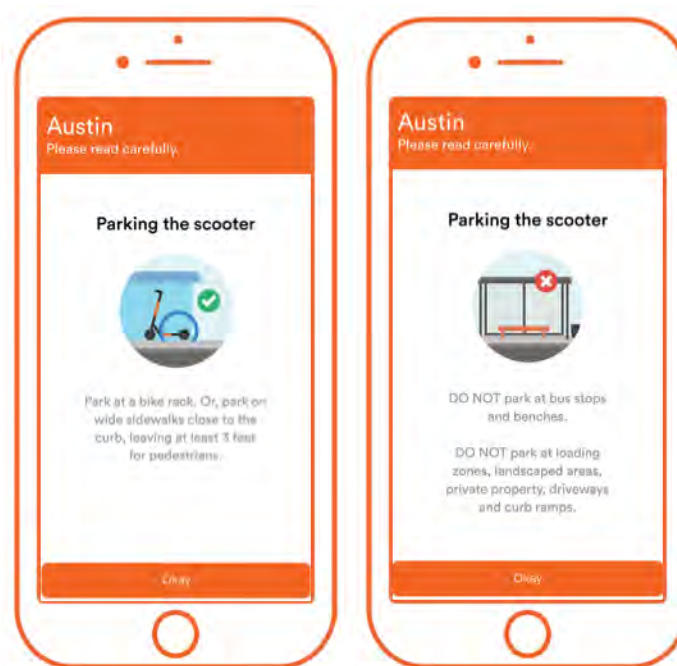 Austin
Please read carefully.
Parking the scooter
Park at a bike rack. Or, park on
wide sidewalks close to the
curb, leaving at least 3 feet
for pedestrians.
Okay
Austin
Please read carefully.
Parking the scooter
DO NOT park at bus stops
and benches.
DO NOT park at loading
zones, landscaped areas,
private property, driveways
and curb ramps.
Okay